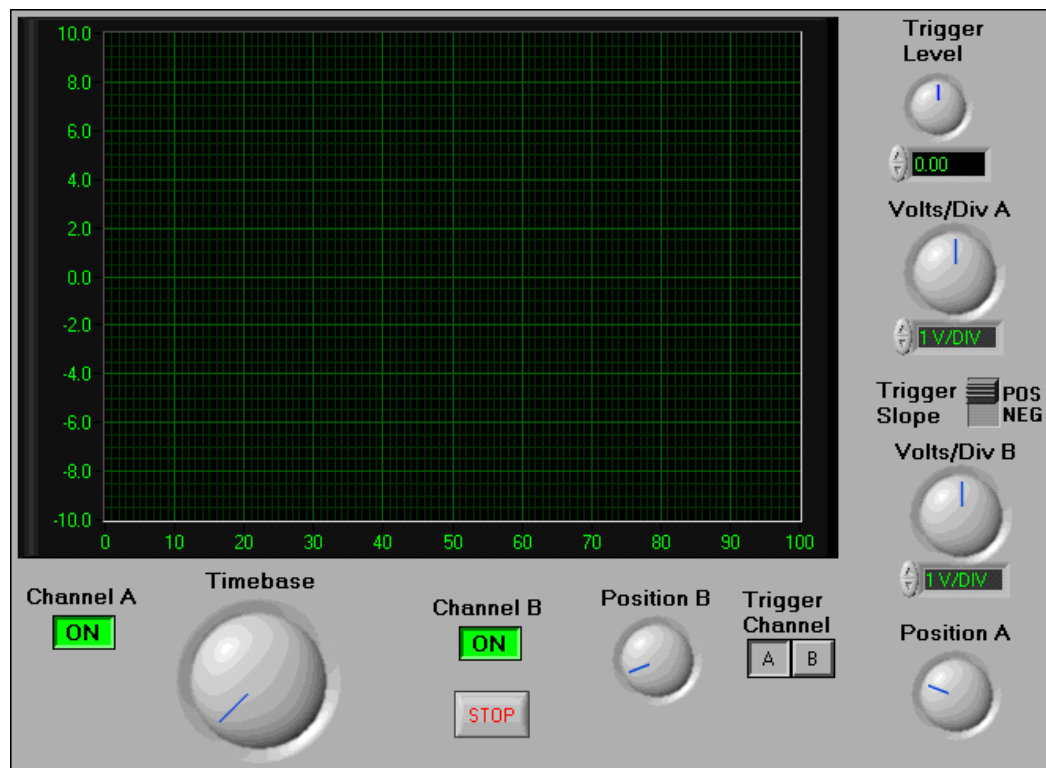 10.0
8.0
6.0
4.0
2.0
0.0
-2.0
-4.0
-6.0
-8.0
-10.0
0 10 20 30 40 50 60 70 80 90 100
Trigger
Level
0.00
Volts/Div A
1 V/DIV
Trigger
Slope
POS
NEG
Volts/Div B
1 V/DIV
Channel A
ON
Timebase
Channel B
ON
STOP
Position B
Trigger
Channel
A B
Position A